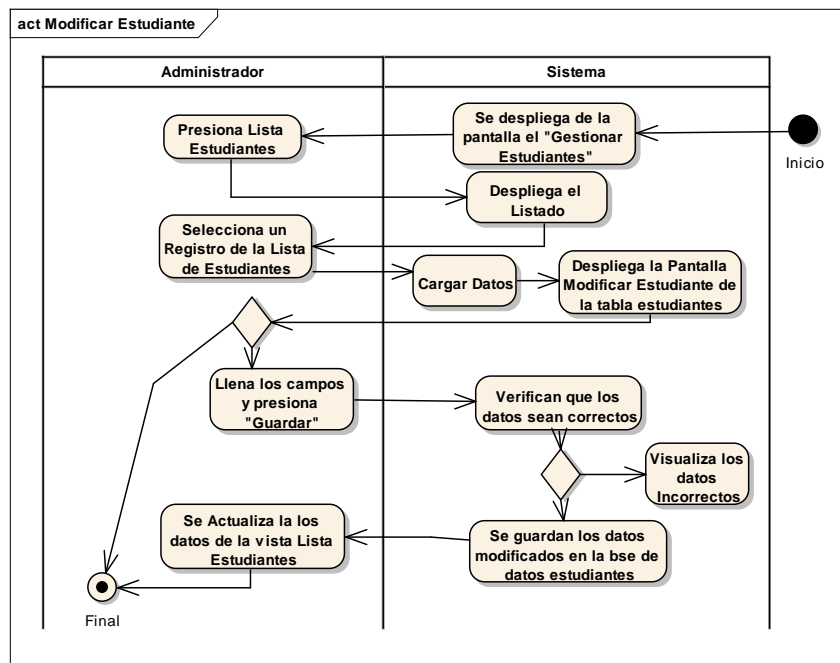 act Modificar Estudiante
Administrador
Sistema
Inicio
Se despliega de la
pantalla el "Gestionar
Estudiantes"
Presiona Lista
Estudiantes
Despliega el
Listado
Selecciona un
Registro de la Lista
de Estudiantes
Cargar Datos
Despliega la Pantalla
Modificar Estudiante de
la tabla estudiantes
Llena los campos
y presiona
"Guardar"
Verifican que los
datos sean correctos
Visualiza los
datos
Incorrectos
Se guardan los datos
modificados en la bse de
datos estudiantes
Se Actualiza la los
datos de la vista Lista
Estudiantes
Final